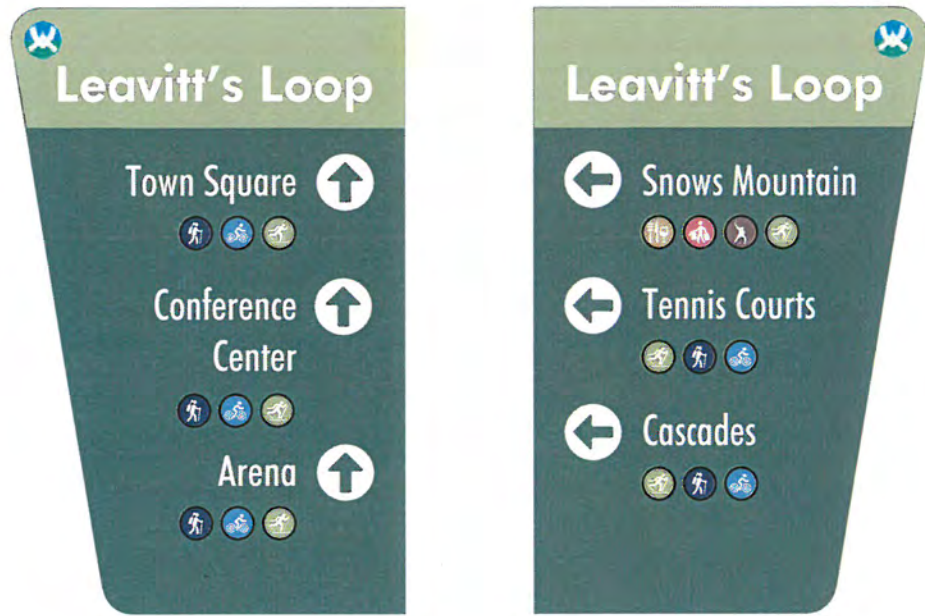 Leavitt's Loop
Town Square
Conference
Center
Arena
Leavitt's Loop
Snows Mountain
Tennis Courts
Cascades